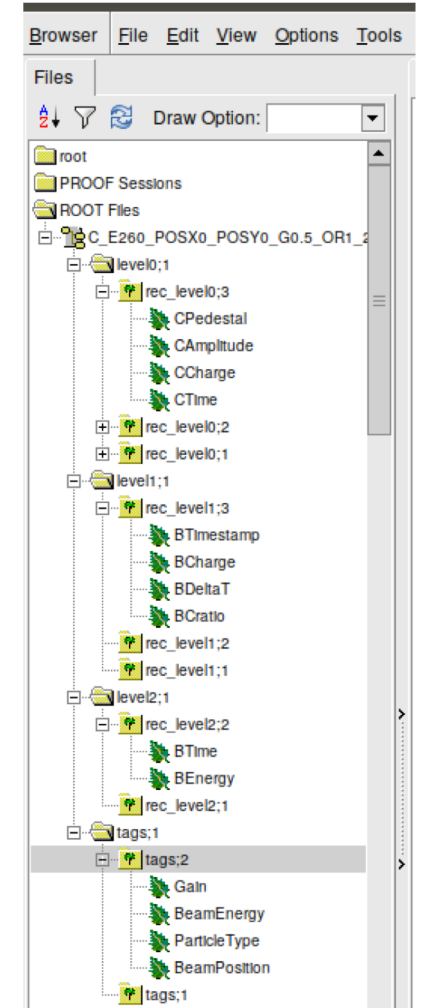 Browser File Edit View Options Tools
Files
Draw Option:
root
PROOF Sessions
ROOT Files
C_E260_POSX0_POSY0_G0.5_OR1_2
level0;1
rec_level0;3
CPedestal
CAmplitude
CCharge
CTime
rec_level0;2
rec_level0;1
level1;1
rec_level1;3
BTimestamp
BCharge
BDeltaT
BCratio
rec_level1;2
rec_level1;1
level2;1
rec_level2;2
BTime
BEnergy
rec_level2;1
tags;1
tags;2
Gain
BeamEnergy
ParticleType
BeamPosition
tags;1